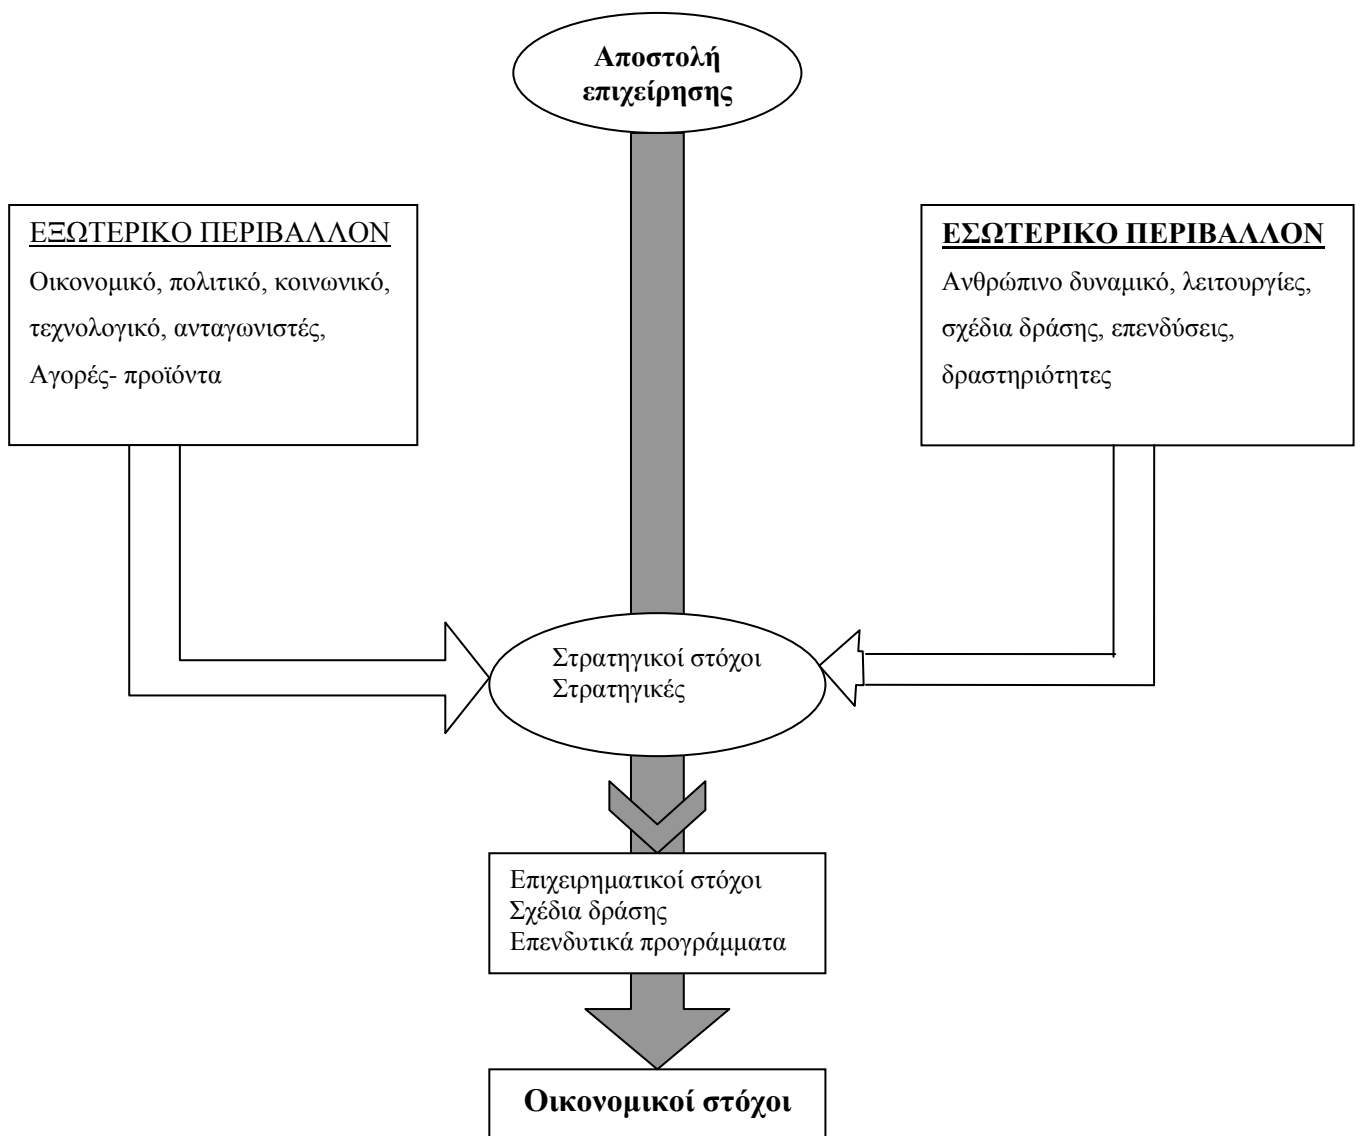 Αποστολή
επιχείρησης
ΕΞΩΤΕΡΙΚΟ ΠΕΡΙΒΑΛΛΟΝ
Οικονομικό, πολιτικό, κοινωνικό,
τεχνολογικό, ανταγωνιστές,
Αγορές- προϊόντα
ΕΣΩΤΕΡΙΚΟ ΠΕΡΙΒΑΛΛΟΝ
Ανθρώπινο δυναμικό, λειτουργίες,
σχέδια δράσης, επενδύσεις,
δραστηριότητες
Στρατηγικοί στόχοι
Στρατηγικές
Επιχειρηματικοί στόχοι
Σχέδια δράσης
Επενδυτικά προγράμματα
Οικονομικοί στόχοι